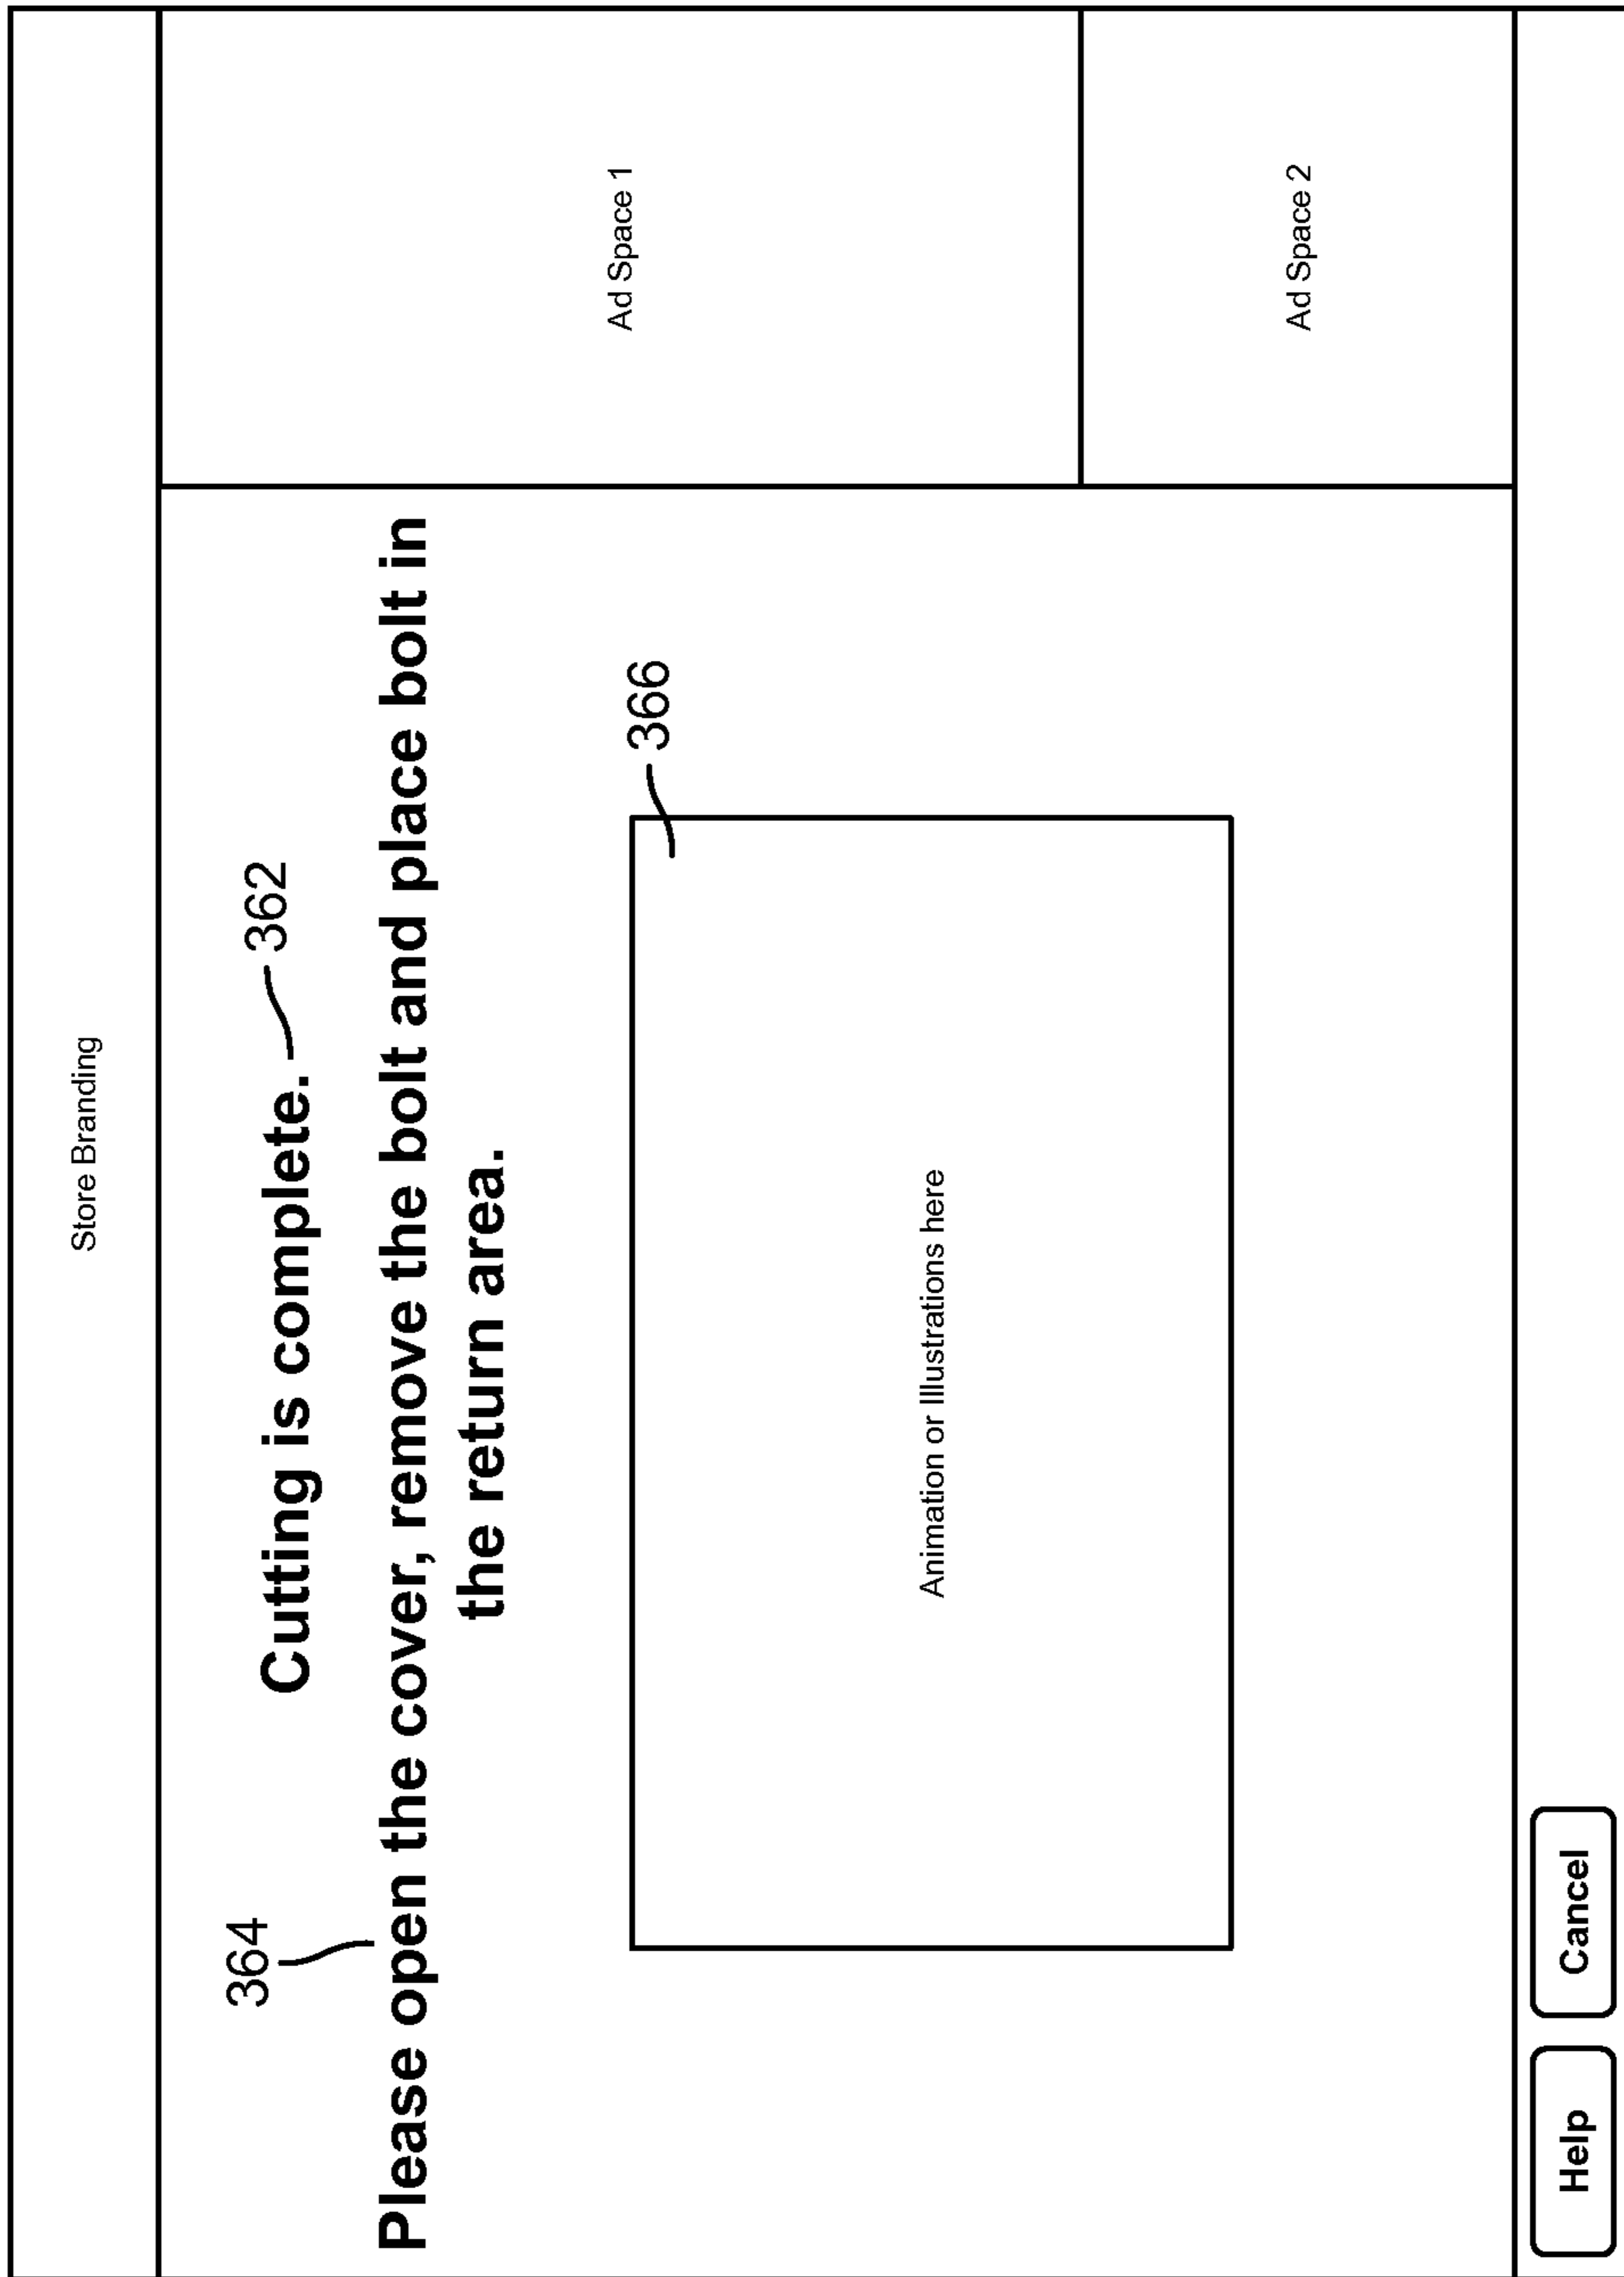 Store Branding
Cutting is complete. 362
364
Please open the cover, remove the bolt and place bolt in
the return area.
366
Animation or Illustrations here
Ad Space 1
Ad Space 2
Help
Cancel